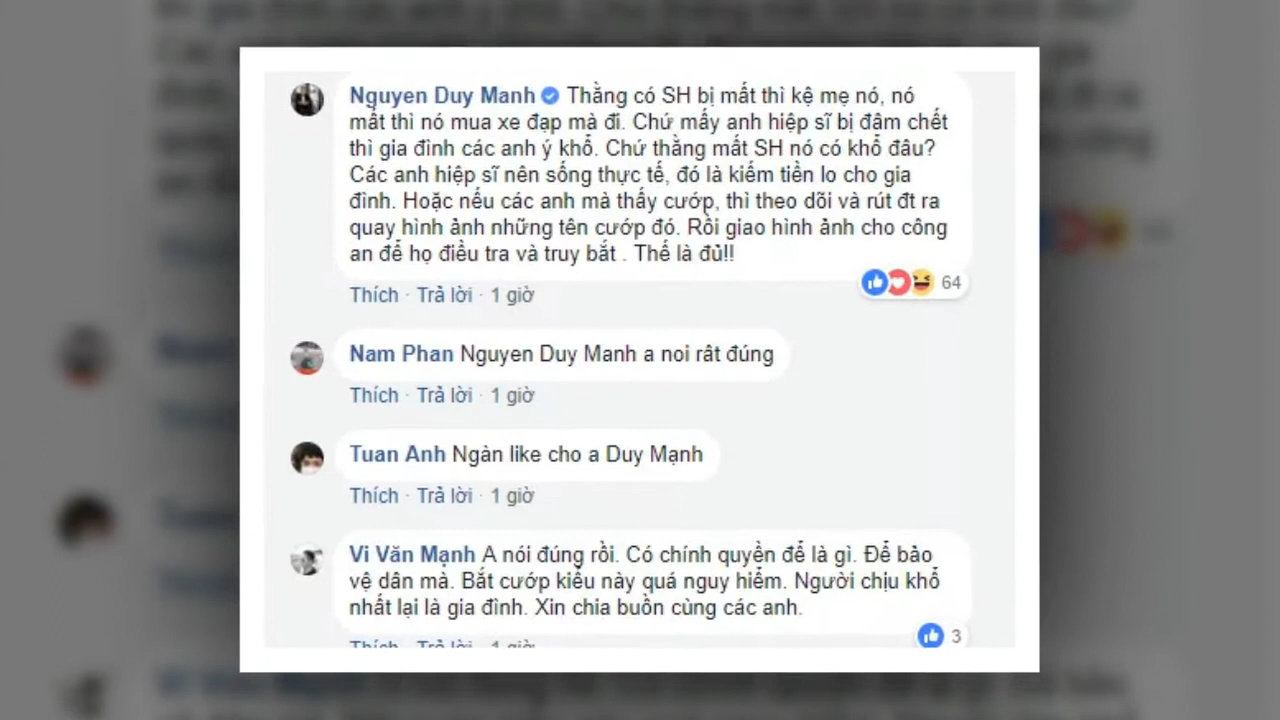 Nguyen Duy Manh Thằng có SH bị mất thì kệ mẹ nó, nó
mất thì nó mua xe đạp mà đi. Chứ mấy anh hiệp sĩ bị đâm chết
thì gia đình các anh ý khổ. Chứ thằng mất SH nó có khổ đâu?
Các anh hiệp sĩ nên sống thực tế, đó là kiếm tiền lo cho gia
đình. Hoặc nếu các anh mà thấy cướp, thì theo dõi và rút đt ra
quay hình ảnh những tên cướp đó. Rồi giao hình ảnh cho công
an để họ điều tra và truy bắt . Thế là đủ!!
64
Thích · Trả lời · 1 giờ
Nam Phan Nguyen Duy Manh a noi rât đúng
Thích · Trả lời · 1 giờ
Tuan Anh Ngàn like cho a Duy Mạnh
Thích · Trả lời · 1 giờ
Vi Văn Mạnh A nói đúng rồi. Có chính quyền để là gì. Để bảo
vệ dân mà. Bắt cướp kiểu này quá nguy hiểm. Người chịu khổ
nhất lại là gia đình. Xin chia buồn cùng các anh.
3
Thích · Trả lời · 1 giờ